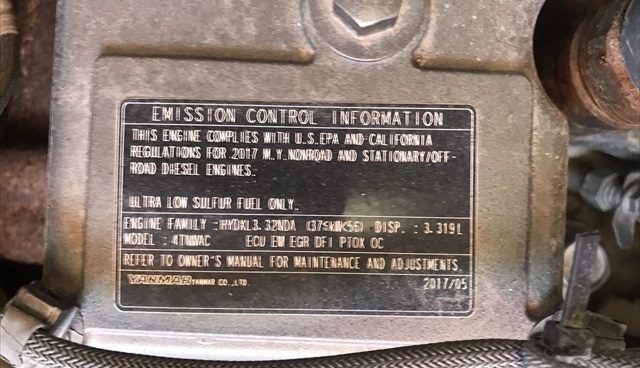 EMISSION CONTROL INFORMATION
THIS ENGINE COMPLIES WITH U.S.EPA AND CALIFORNIA
REGULATIONS FOR 2017 M.Y.NONROAD AND STATIONARY/OFF-
ROAD DIESEL ENGINES.
ULTRA LOW SULFUR FUEL ONLY.
ENGINE FAMILY :HYDXL3.32NDA (37≤kW<56) DISP. : 3.319L
MODEL : ECU EM EGR DFI PTOX OC
REFER TO OWNER'S MANUAL FOR MAINTENANCE AND ADJUSTMENTS.
YANMAR YANMAR CO.,LTD. 2017/05